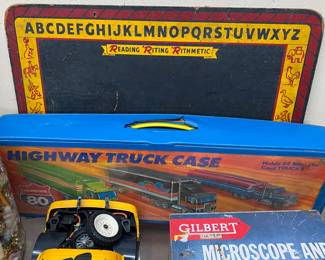 ABCDEFGHIJKLMNOPQRSTUVWXYZ
READING 'RITING 'RITHMETIC
HIGHWAY TRUCK CASE
80
GILBERT
MICROSCOPE AND